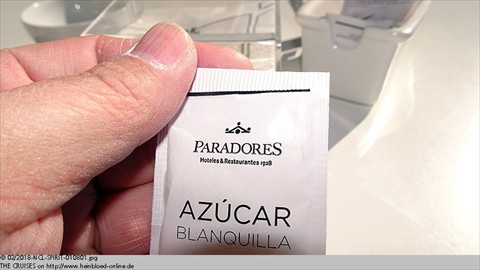 PARADORES
Hoteles & Restaurantes 1928
AZÚCAR
BLANQUILLA
© 02/2018-NCL-SPIRIT-010801.jpg
THE CRUISES on http://www.heinbloed-online.de